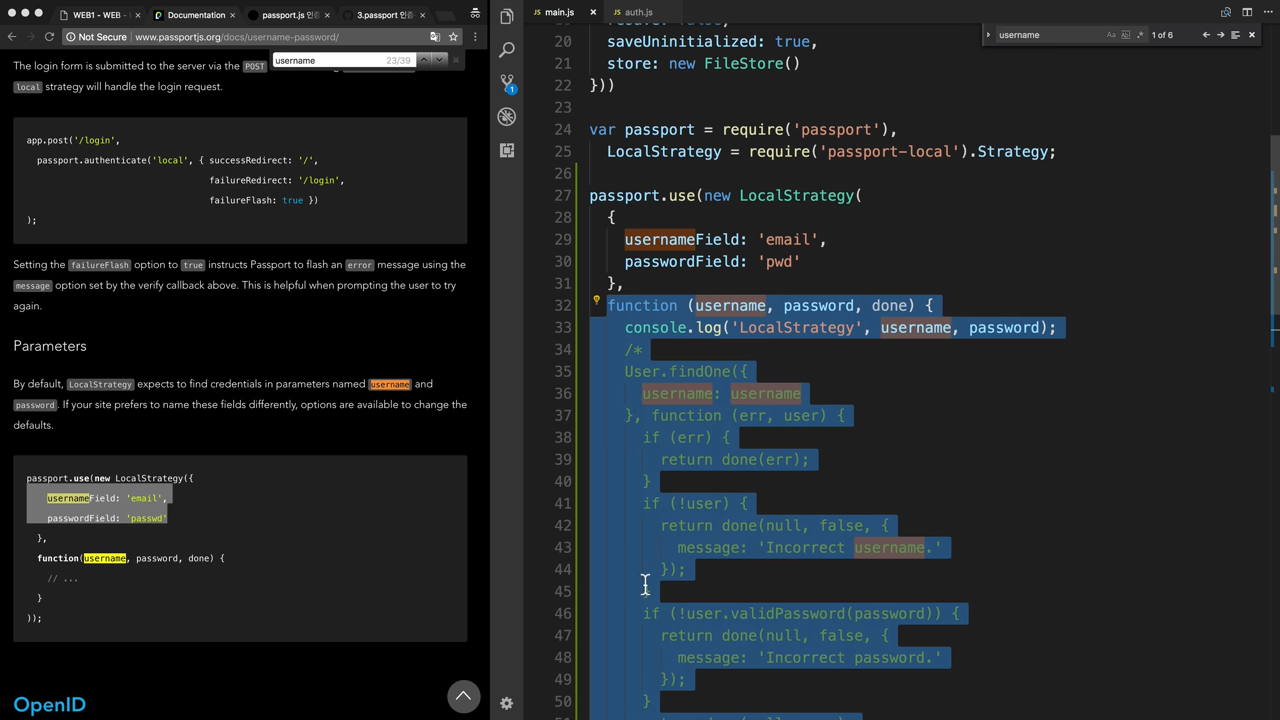 WEB1 - WEB -
Documentation
passport.js 인증
3.passport 인증
Not Secure
www.passportjs.org/docs/username-password/
The login form is submitted to the server via the POST
username
23/39
local strategy will handle the login request.
app.post('/login',
passport.authenticate('local', { successRedirect: '/',
failureRedirect: '/login',
failureFlash: true })
);
Setting the failureFlash option to true instructs Passport to flash an error message using the
message option set by the verify callback above. This is helpful when prompting the user to try
again.
Parameters
By default, LocalStrategy expects to find credentials in parameters named username and
password. If your site prefers to name these fields differently, options are available to change the
defaults.
passport.use(new LocalStrategy({
usernameField: 'email',
passwordField: 'passwd'
},
function(username, password, done) {
// ...
}
));
OpenID
main.js
auth.js
username
Aa
1 of 6
20 saveUninitialized: true,
21 store: new FileStore()
22 }))
23
24 var passport = require('passport'),
25 LocalStrategy = require('passport-local').Strategy;
26
27 passport.use(new LocalStrategy(
28 {
29 usernameField: 'email',
30 passwordField: 'pwd'
31 },
32 function (username, password, done) {
33 console.log('LocalStrategy', username, password);
34 /*
35 User.findOne({
36 username: username
37 }, function (err, user) {
38 if (err) {
39 return done(err);
40 }
41 if (!user) {
42 return done(null, false, {
43 message: 'Incorrect username.'
44 });
45 }
46 if (!user.validPassword(password)) {
47 return done(null, false, {
48 message: 'Incorrect password.'
49 });
50 }
1